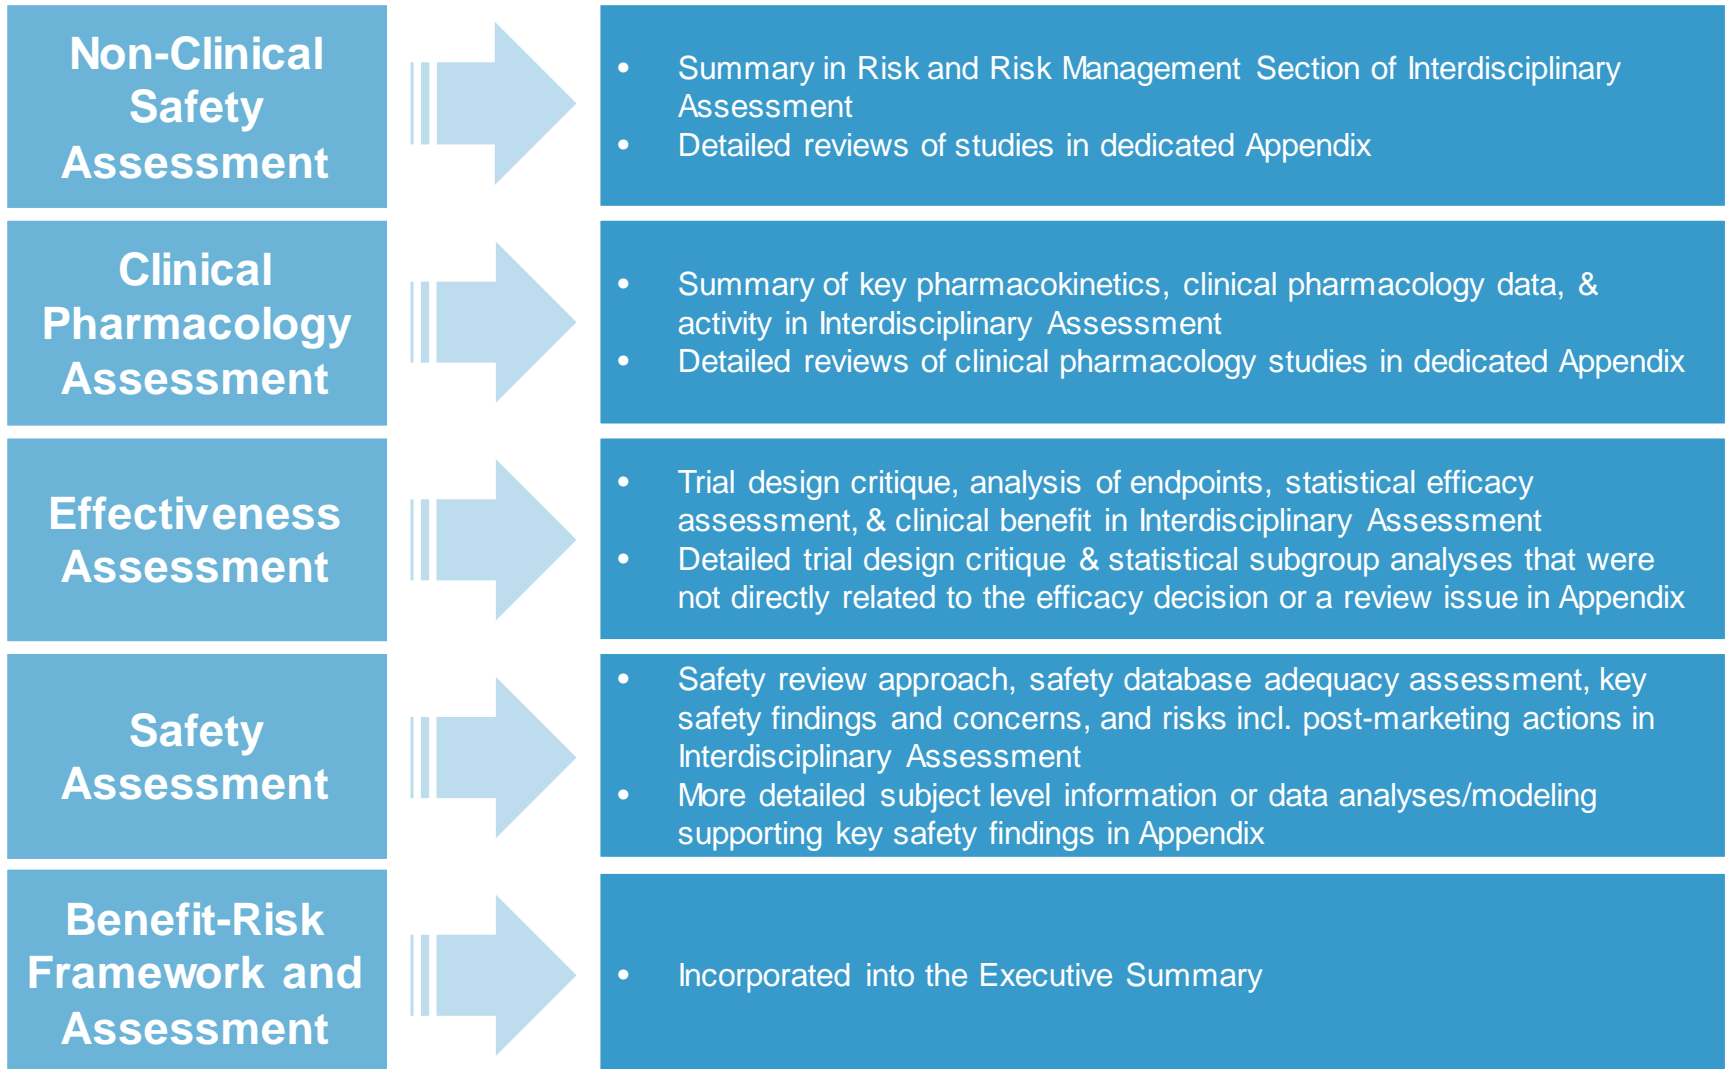 Non-Clinical
Safety
Assessment
• Summary in Risk and Risk Management Section of Interdisciplinary
Assessment
• Detailed reviews of studies in dedicated Appendix
Clinical
Pharmacology
Assessment
• Summary of key pharmacokinetics, clinical pharmacology data, &
activity in Interdisciplinary Assessment
• Detailed reviews of clinical pharmacology studies in dedicated Appendix
Effectiveness
Assessment
• Trial design critique, analysis of endpoints, statistical efficacy
assessment, & clinical benefit in Interdisciplinary Assessment
• Detailed trial design critique & statistical subgroup analyses that were
not directly related to the efficacy decision or a review issue in Appendix
Safety
Assessment
• Safety review approach, safety database adequacy assessment, key
safety findings and concerns, and risks incl. post-marketing actions in
Interdisciplinary Assessment
• More detailed subject level information or data analyses/modeling
supporting key safety findings in Appendix
Benefit-Risk
Framework and
Assessment
• Incorporated into the Executive Summary